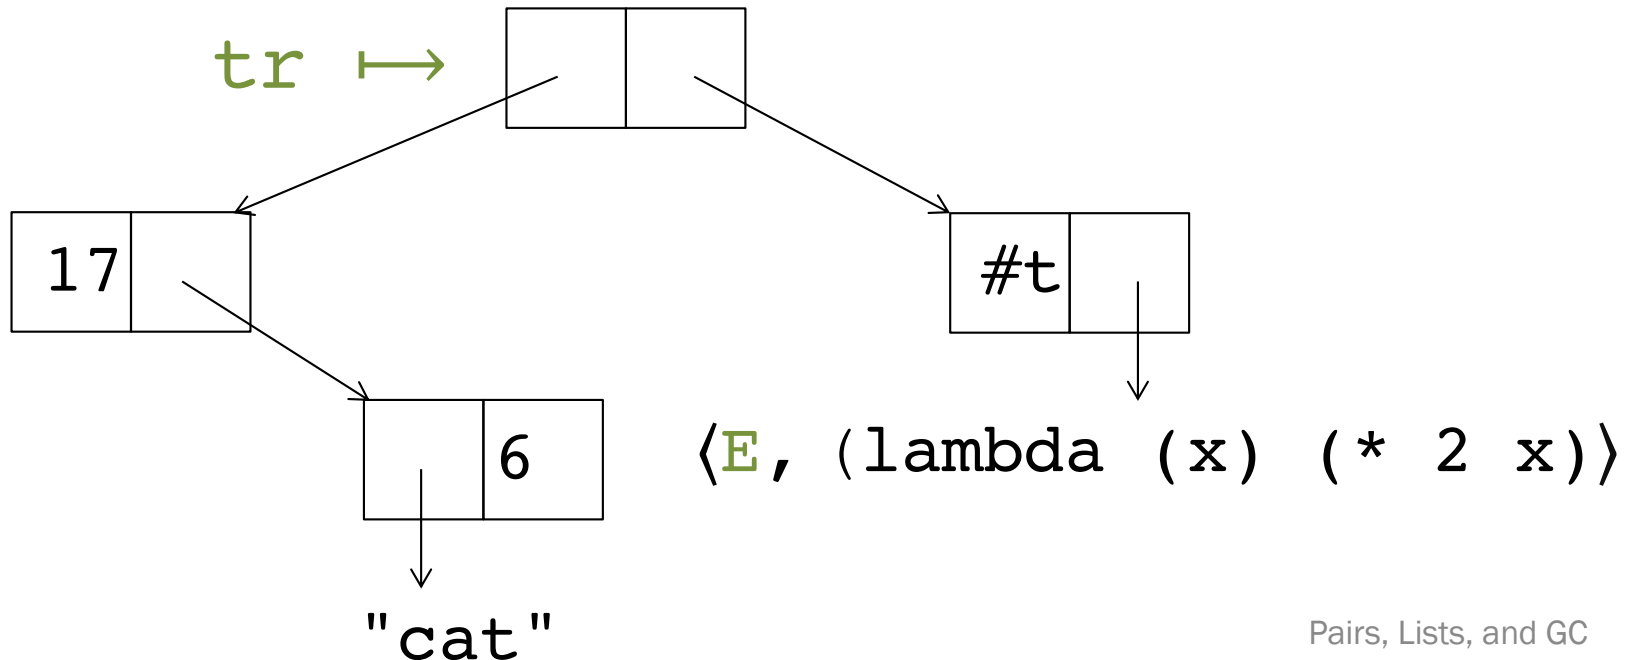 tr ↦
17
#t
6
⟨E, (lambda (x) (* 2 x)⟩
"cat"
Pairs, Lists, and GC